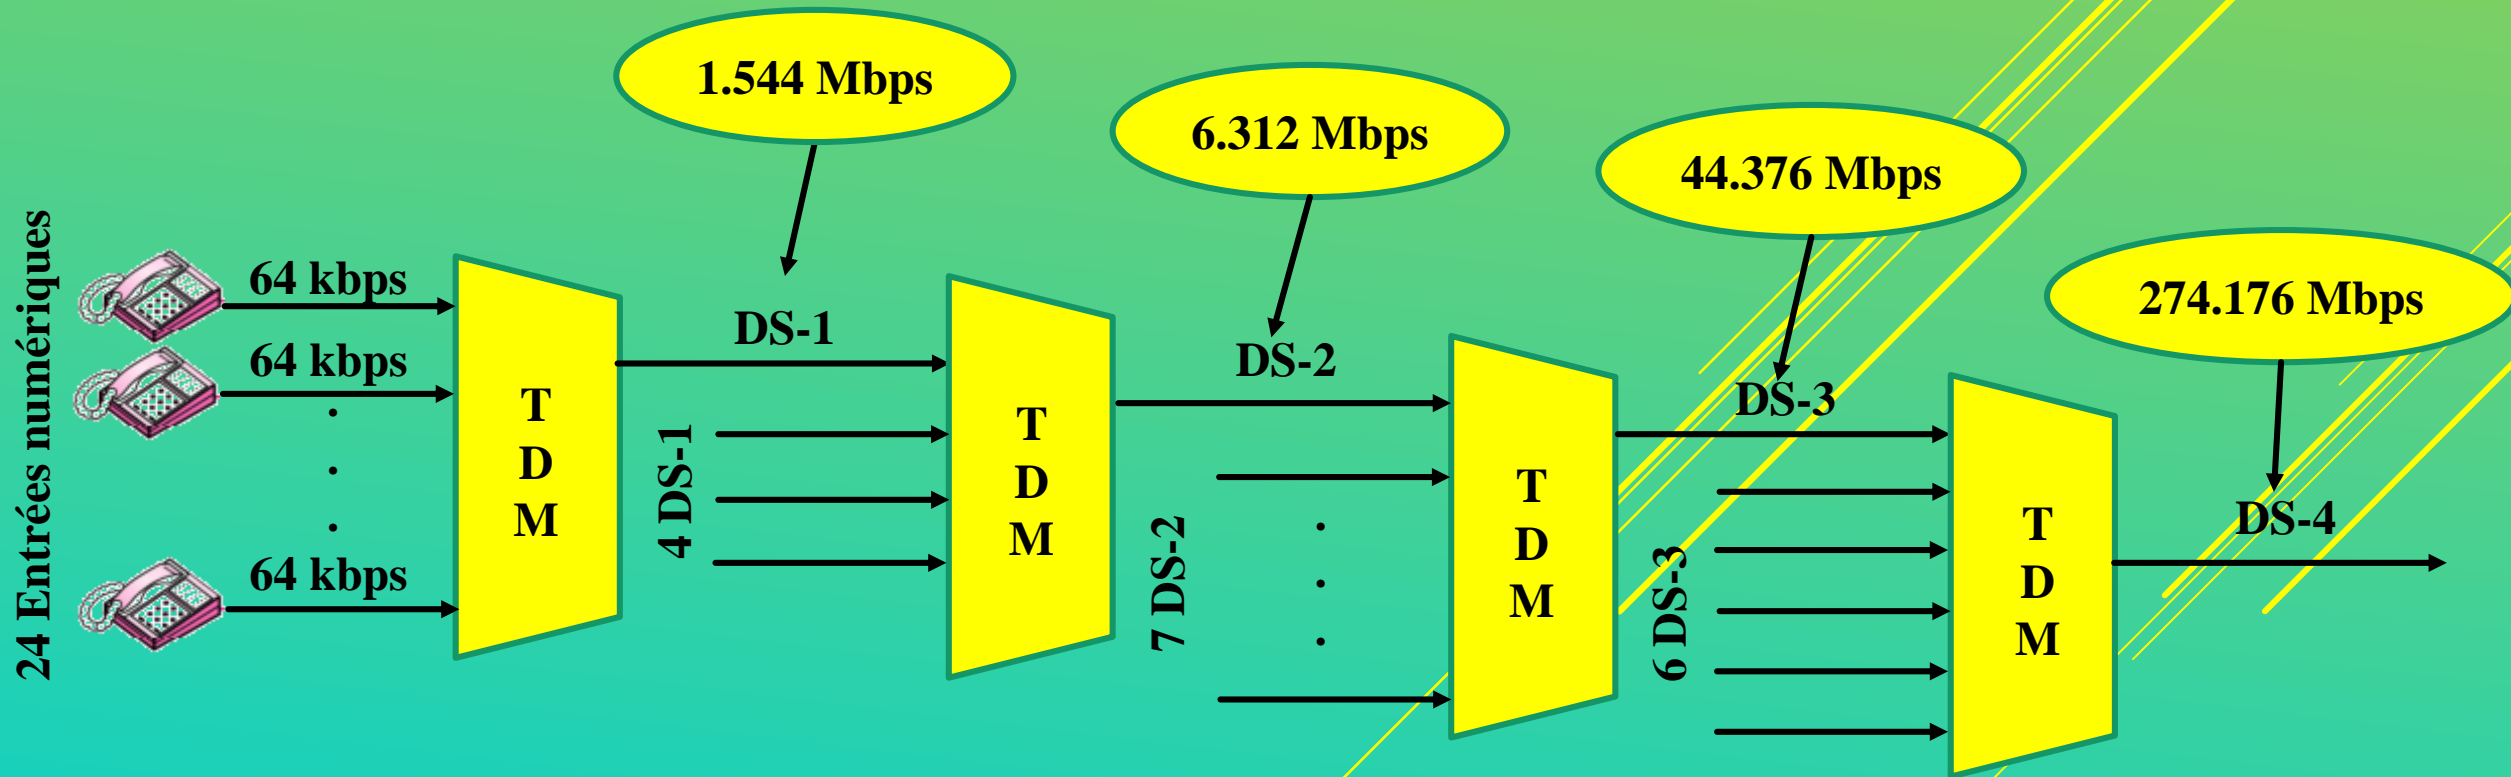 1.544 Mbps
6.312 Mbps
44.376 Mbps
274.176 Mbps
24 Entrées numériques
64 kbps
64 kbps
.
.
.
64 kbps
T
D
M
DS-1
4 DS-1
T
D
M
DS-2
7 DS-2
.
.
.
T
D
M
DS-3
6 DS-3
T
D
M
DS-4